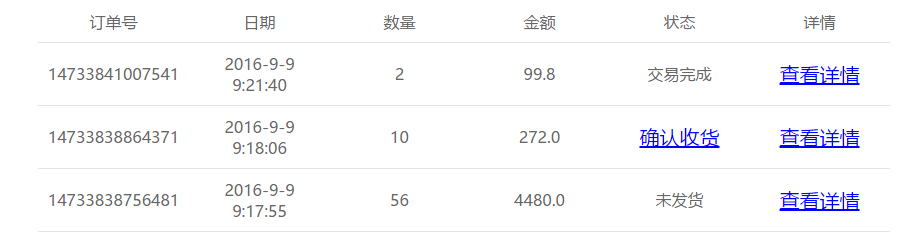 订单号 日期 数量 金额 状态 详情
14733841007541 2016-9-9 9:21:40 2 99.8 交易完成 查看详情
14733838864371 2016-9-9 9:18:06 10 272.0 确认收货 查看详情
14733838756481 2016-9-9 9:17:55 56 4480.0 未发货 查看详情